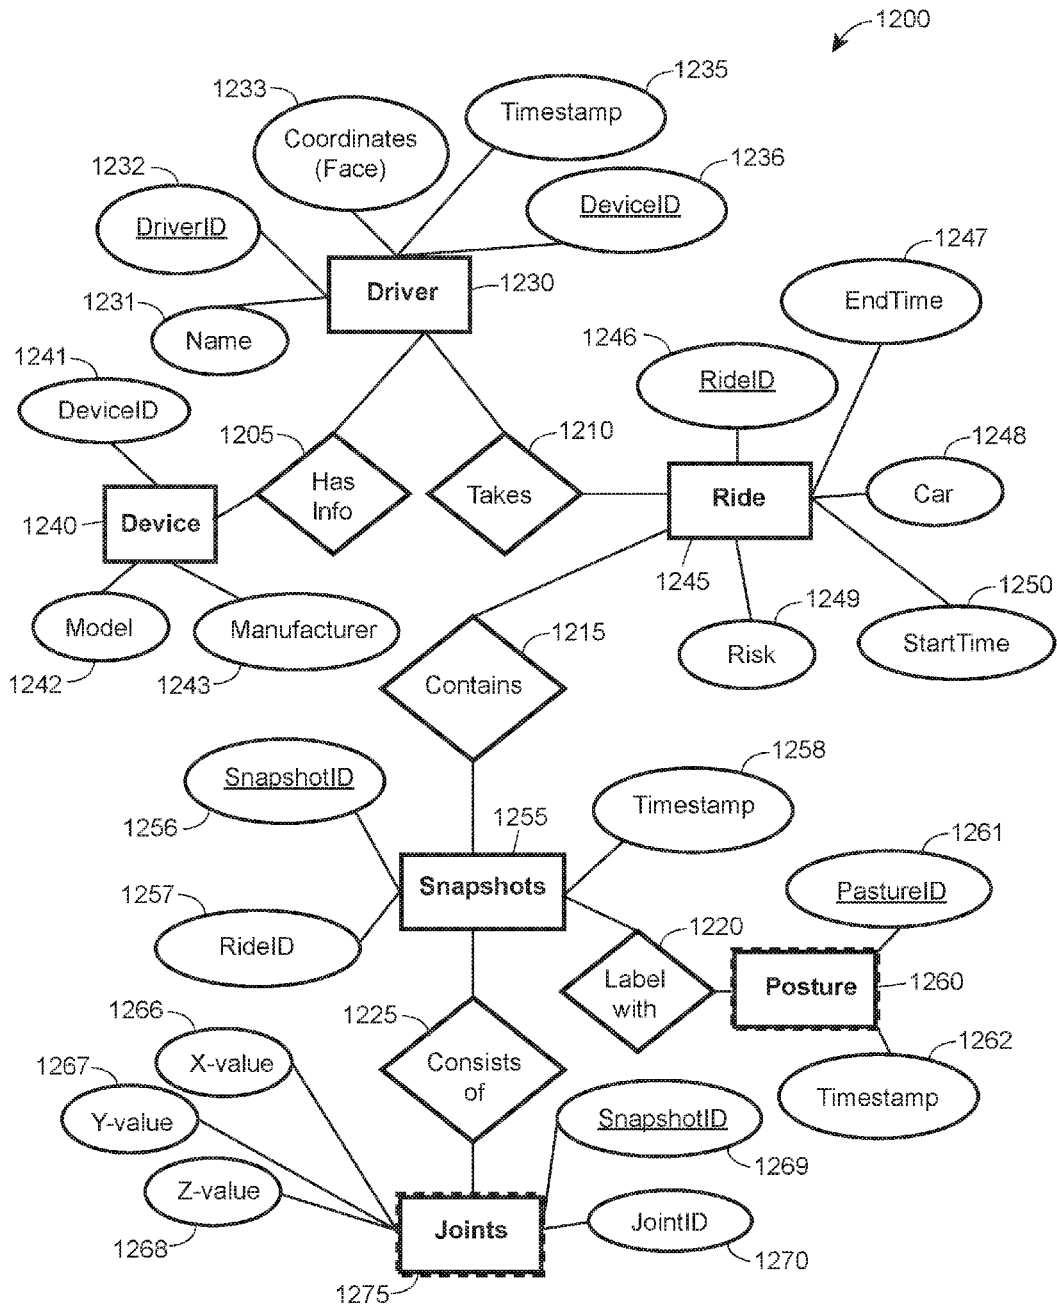 1200
1235
1233
Timestamp
Coordinates
(Face)
1236
1232
DeviceID
DriverID
1247
Driver
1230
EndTime
1231
Name
1246
1241
RideID
DeviceID
1205
1210
1248
Has
Info
Takes
Ride
Car
1240
Device
1245
1250
1249
Model
Manufacturer
1215
Risk
StartTime
1242
1243
Contains
1258
SnapshotID
Timestamp
1256
1255
1261
Snapshots
PastureID
1257
RideID
1220
Label
with
Posture
1260
1266
1225
1262
X-value
Consists
of
1267
Timestamp
Y-value
SnapshotID
1269
Z-value
Joints
JointID
1268
1270
1275